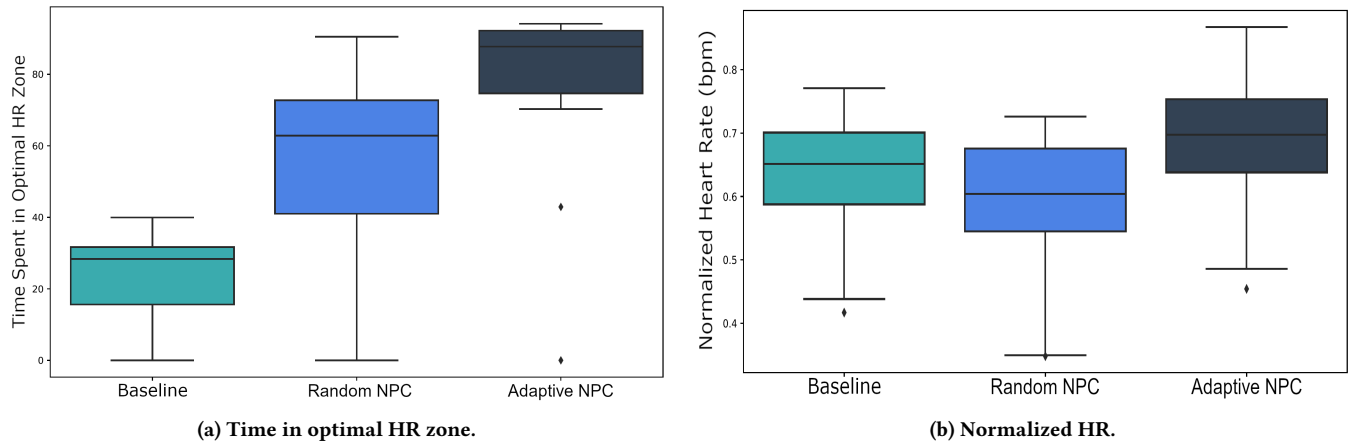 Time Spent in Optimal HR Zone
80
60
40
20
0
Baseline
Random NPC
Adaptive NPC
(a) Time in optimal HR zone.
Normalized Heart Rate (bpm)
0.8
0.7
0.6
0.5
0.4
Baseline
Random NPC
Adaptive NPC
(b) Normalized HR.